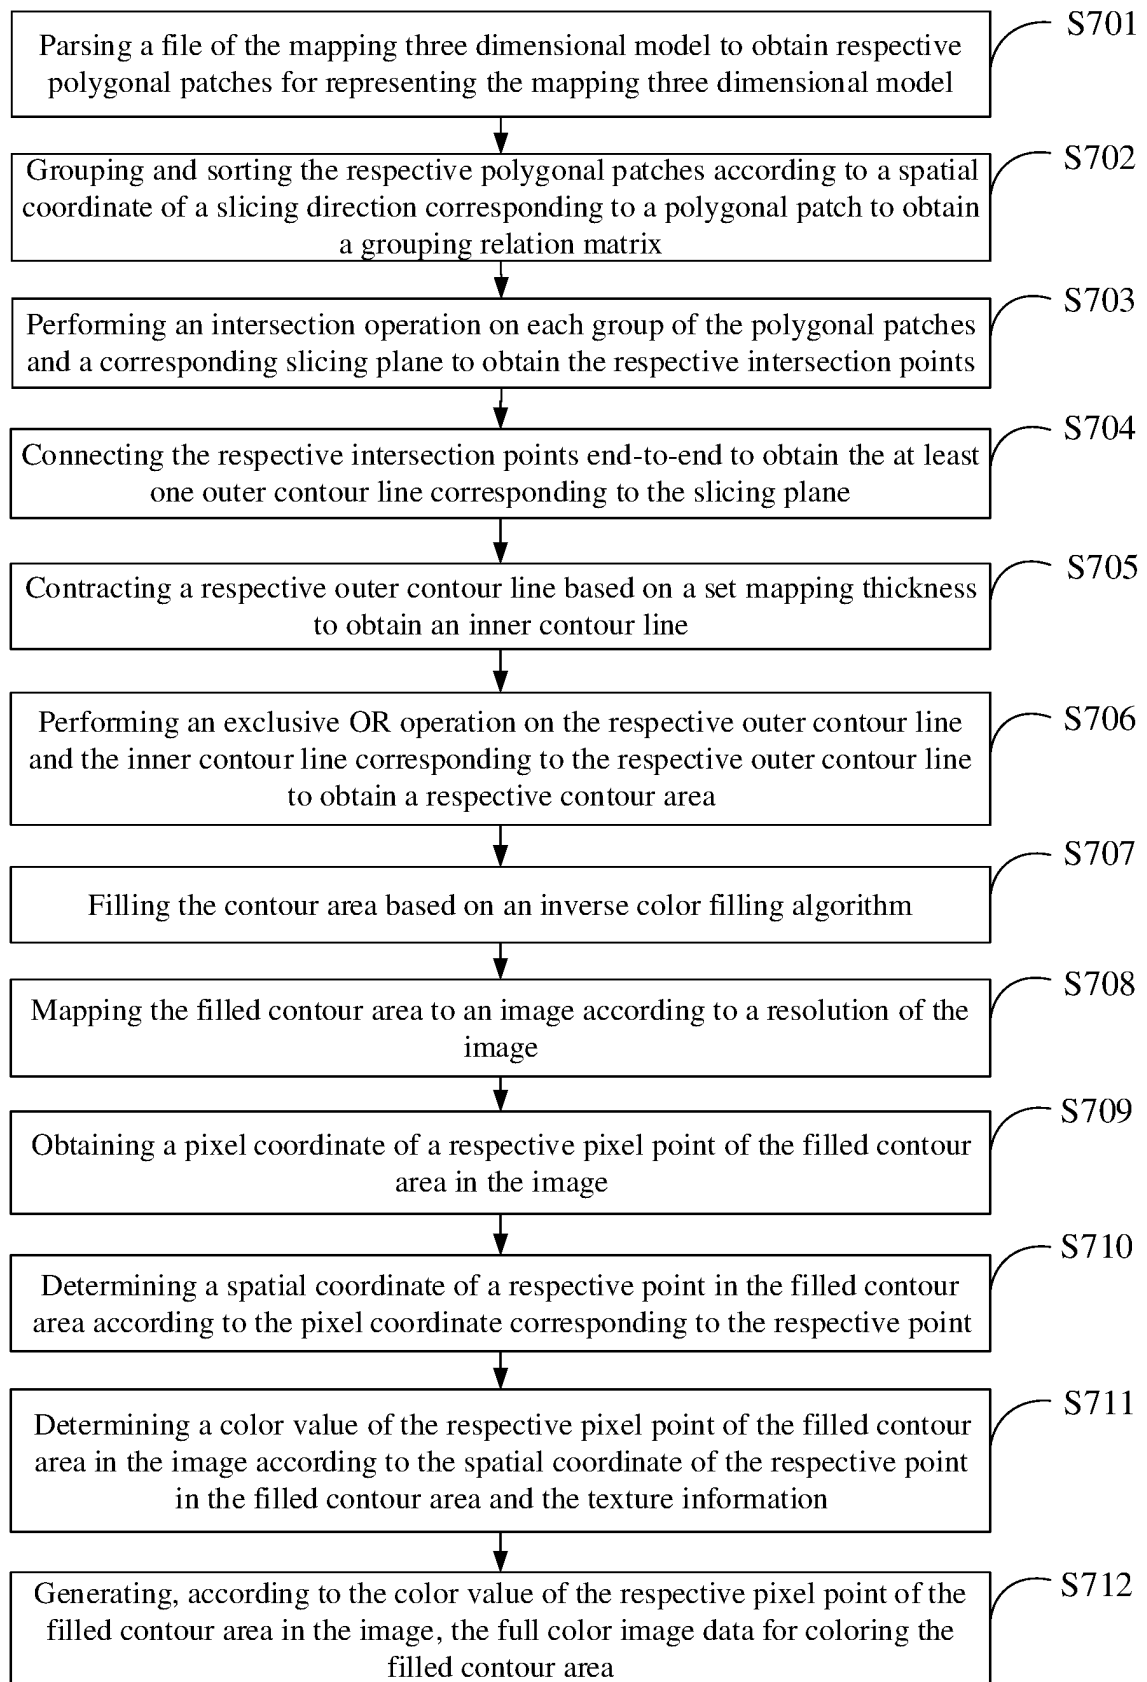 S701
Parsing a file of the mapping three dimensional model to obtain respective
polygonal patches for representing the mapping three dimensional model
S702
Grouping and sorting the respective polygonal patches according to a spatial
coordinate of a slicing direction corresponding to a polygonal patch to obtain
a grouping relation matrix
S703
Performing an intersection operation on each group of the polygonal patches
and a corresponding slicing plane to obtain the respective intersection points
S704
Connecting the respective intersection points end-to-end to obtain the at least
one outer contour line corresponding to the slicing plane
S705
Contracting a respective outer contour line based on a set mapping thickness
to obtain an inner contour line
S706
Performing an exclusive OR operation on the respective outer contour line
and the inner contour line corresponding to the respective outer contour line
to obtain a respective contour area
S707
Filling the contour area based on an inverse color filling algorithm
S708
Mapping the filled contour area to an image according to a resolution of the
image
S709
Obtaining a pixel coordinate of a respective pixel point of the filled contour
area in the image
S710
Determining a spatial coordinate of a respective point in the filled contour
area according to the pixel coordinate corresponding to the respective point
S711
Determining a color value of the respective pixel point of the filled contour
area in the image according to the spatial coordinate of the respective point
in the filled contour area and the texture information
S712
Generating, according to the color value of the respective pixel point of the
filled contour area in the image, the full color image data for coloring the
filled contour area